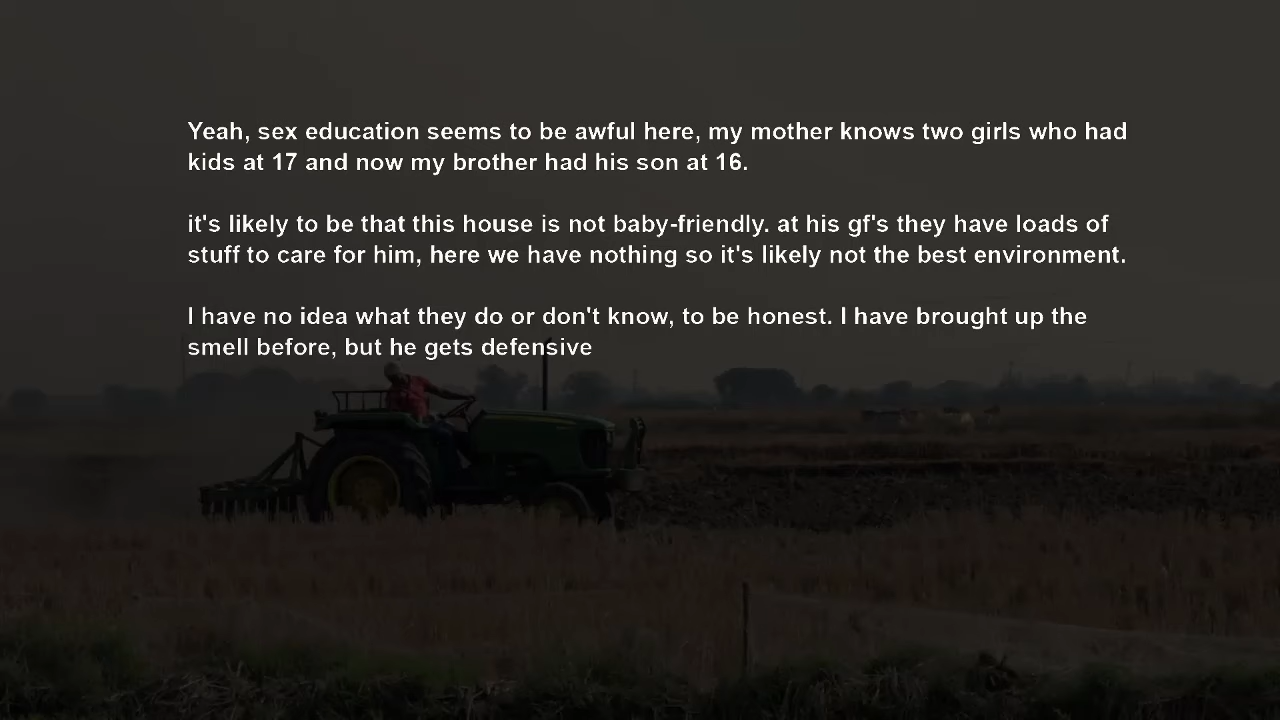 Yeah, sex education seems to be awful here, my mother knows two girls who had
kids at 17 and now my brother had his son at 16.
it's likely to be that this house is not baby-friendly. at his gf's they have loads of
stuff to care for him, here we have nothing so it's likely not the best environment.
I have no idea what they do or don't know, to be honest. I have brought up the
smell before, but he gets defensive